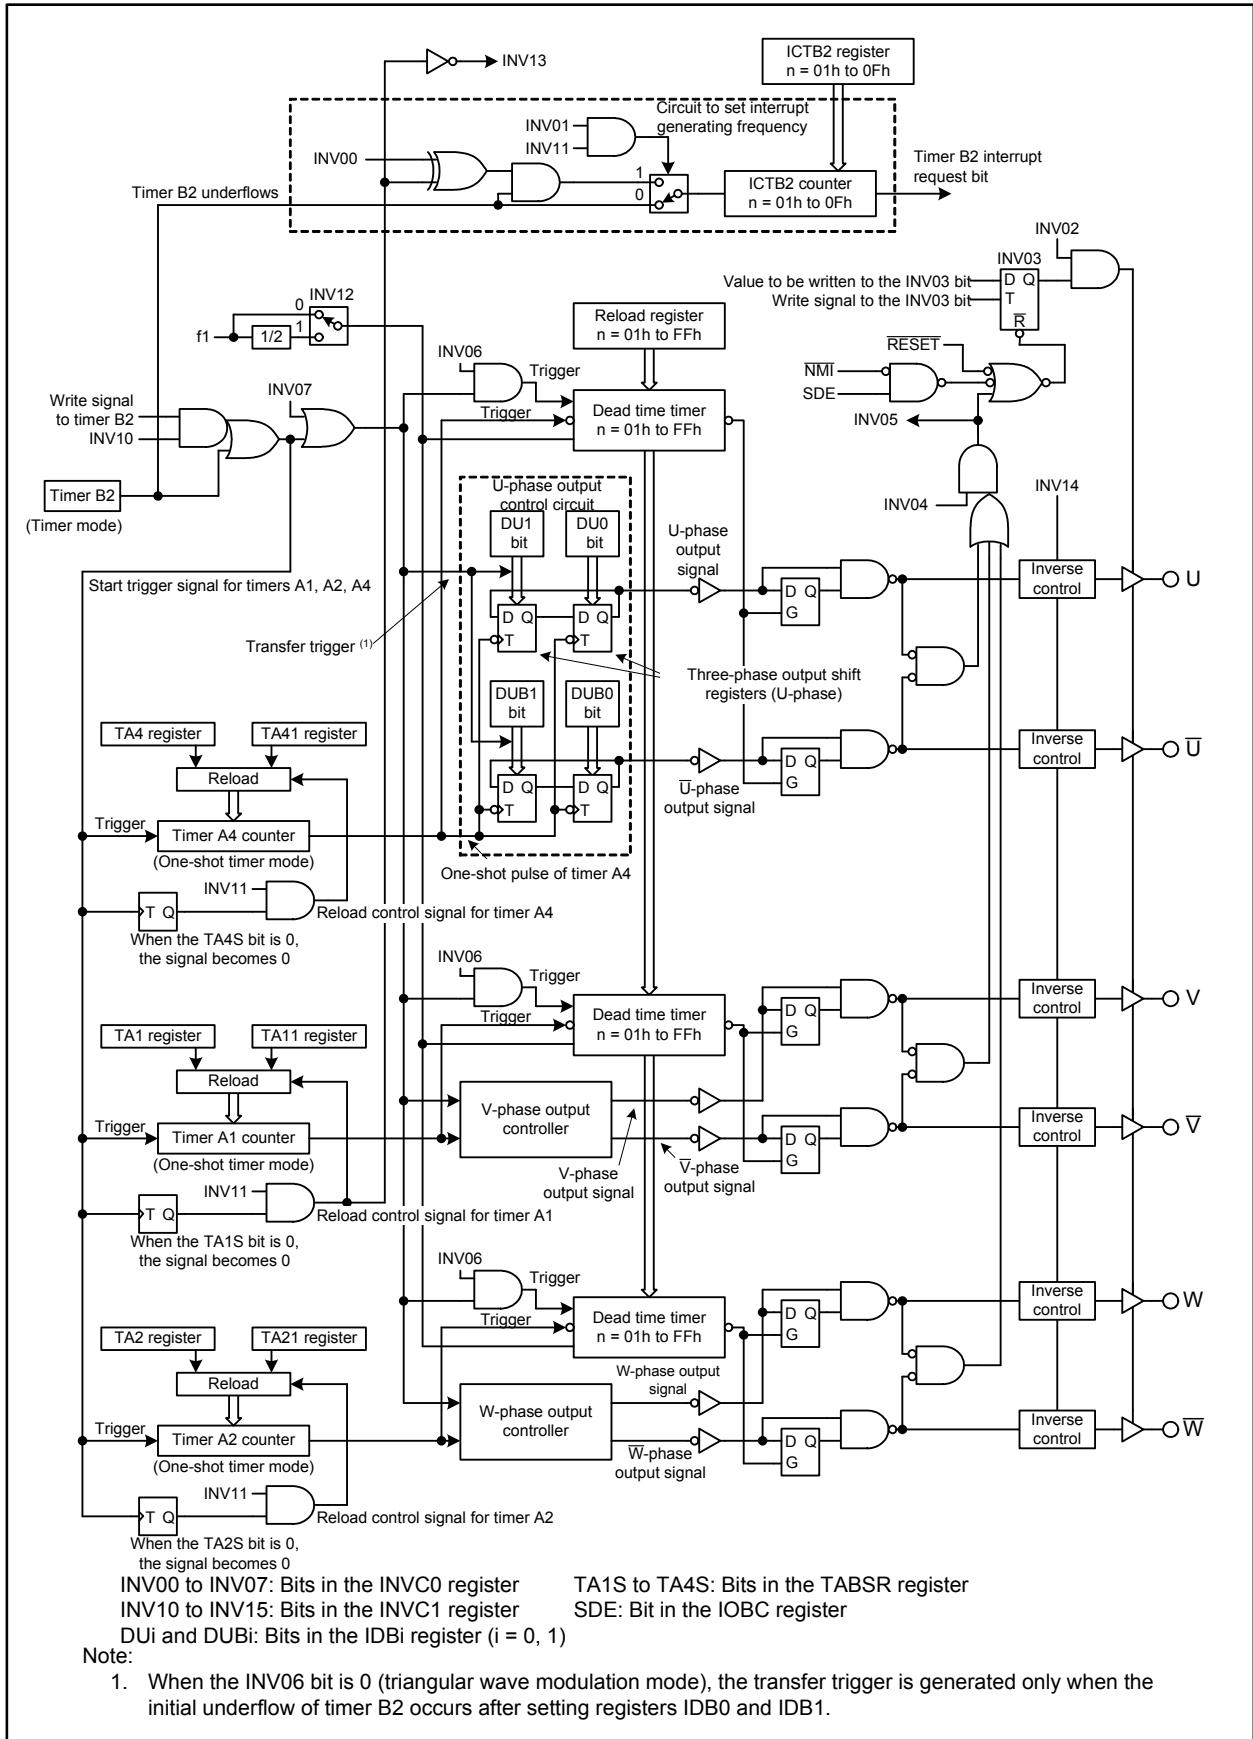 INV13
ICTB2 register
n = 01h to 0Fh
Circuit to set interrupt
generating frequency
INV01
INV11
INV00
Timer B2 interrupt
request bit
1
0
ICTB2 counter
n = 01h to 0Fh
Timer B2 underflows
INV02
INV03
Value to be written to the INV03 bit
D Q
Write signal to the INV03 bit
T
R̅
INV12
0
f1
1/2
1
Reload register
n = 01h to FFh
R̅E̅S̅E̅T̅
N̅M̅I̅
SDE
INV06
Trigger
INV07
Write signal
to timer B2
INV10
Trigger
Dead time timer
n = 01h to FFh
INV05
Timer B2
(Timer mode)
U-phase output
control circuit
DU1
bit
DU0
bit
U-phase
output
signal
INV04
INV14
Start trigger signal for timers A1, A2, A4
D Q
T
D Q
T
D Q
G
Inverse
control
U
Transfer trigger (1)
Three-phase output shift
registers (U-phase)
DUB1
bit
DUB0
bit
TA4 register
TA41 register
Reload
D Q
T
D Q
T
U̅-phase
output signal
D Q
G
Inverse
control
U̅
Trigger
Timer A4 counter
(One-shot timer mode)
One-shot pulse of timer A4
INV11
Reload control signal for timer A4
T Q
When the TA4S bit is 0,
the signal becomes 0
INV06
Trigger
Trigger
Dead time timer
n = 01h to FFh
D Q
G
Inverse
control
V
TA1 register
TA11 register
Reload
Trigger
Timer A1 counter
(One-shot timer mode)
V-phase output
controller
V-phase
output signal
V̅-phase
output signal
D Q
G
Inverse
control
V̅
INV11
Reload control signal for timer A1
T Q
When the TA1S bit is 0,
the signal becomes 0
INV06
Trigger
Trigger
Dead time timer
n = 01h to FFh
D Q
G
Inverse
control
W
TA2 register
TA21 register
Reload
Trigger
Timer A2 counter
(One-shot timer mode)
W-phase output
controller
W-phase output
signal
W̅-phase
output signal
D Q
G
Inverse
control
W̅
INV11
Reload control signal for timer A2
T Q
When the TA2S bit is 0,
the signal becomes 0
INV00 to INV07: Bits in the INVC0 register
TA1S to TA4S: Bits in the TABSR register
INV10 to INV15: Bits in the INVC1 register
SDE: Bit in the IOBC register
DUi and DUBi: Bits in the IDBi register (i = 0, 1)
Note:
1. When the INV06 bit is 0 (triangular wave modulation mode), the transfer trigger is generated only when the
initial underflow of timer B2 occurs after setting registers IDB0 and IDB1.